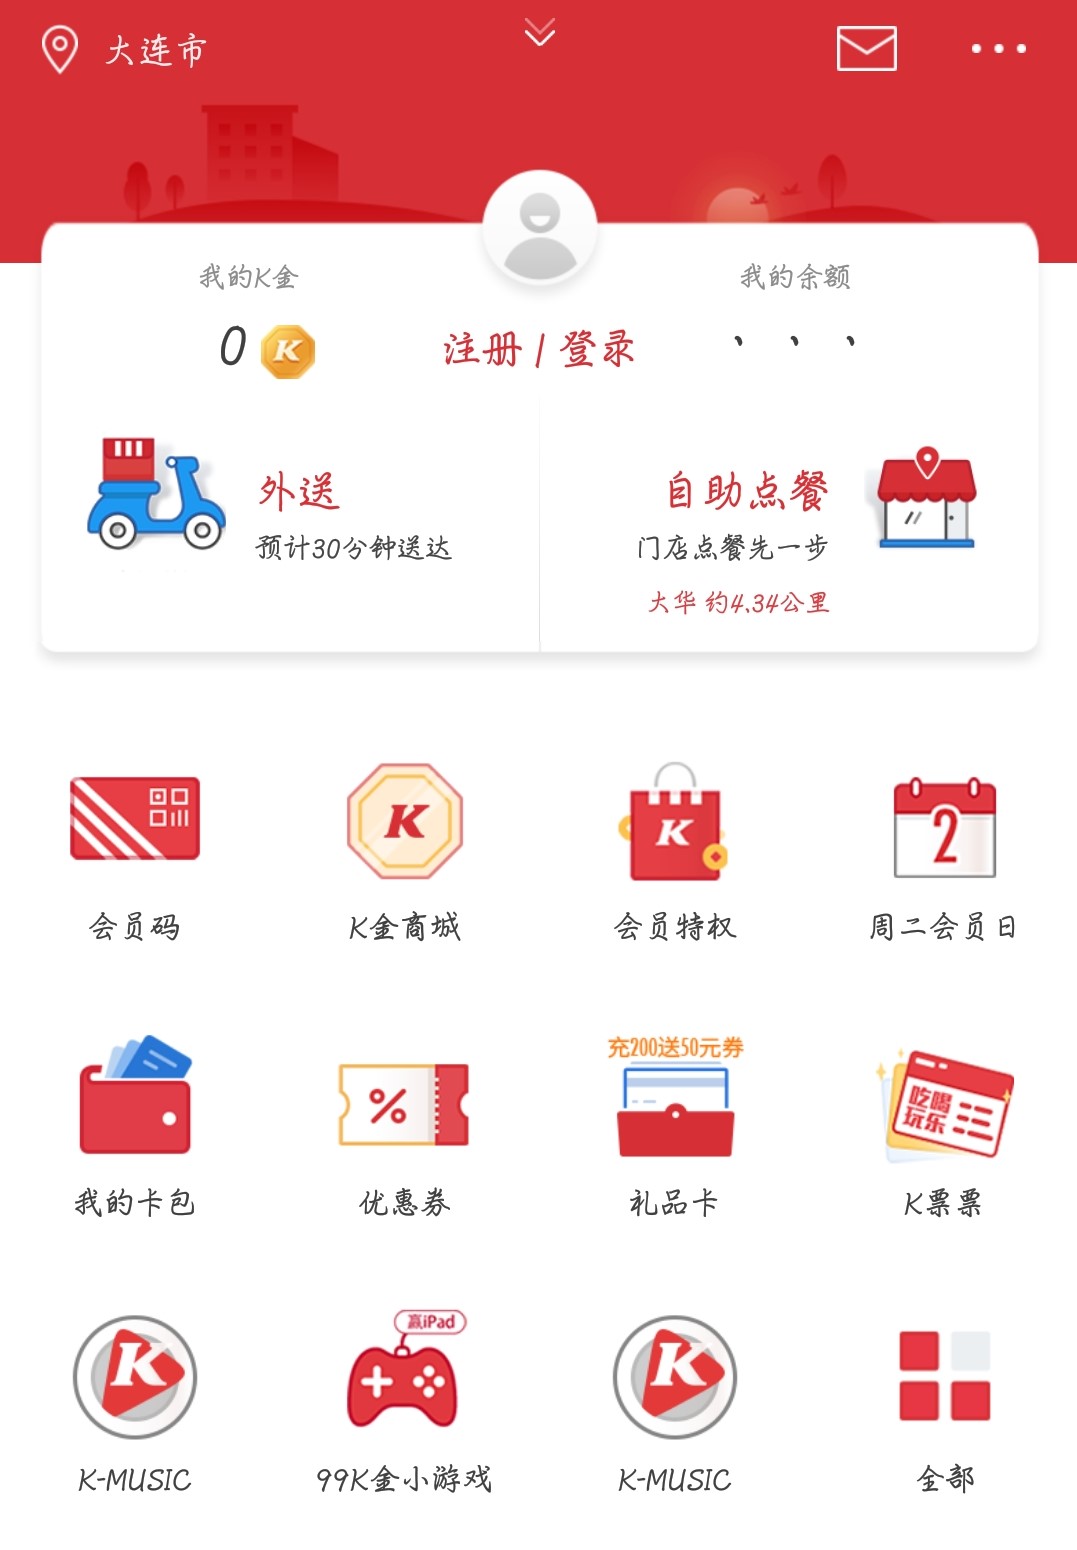 大连市
我的K金
我的余额
0 K
注册 / 登录
外送
自助点餐
预计30分钟送达
门店点餐先一步
大华 约4.34公里
K
K
2
会员码
K金商城
会员特权
周二会员日
充200送50元券
%
吃喝
玩乐
我的卡包
优惠券
礼品卡
K票票
赢iPad
K
K
K-MUSIC
99K金小游戏
K-MUSIC
全部